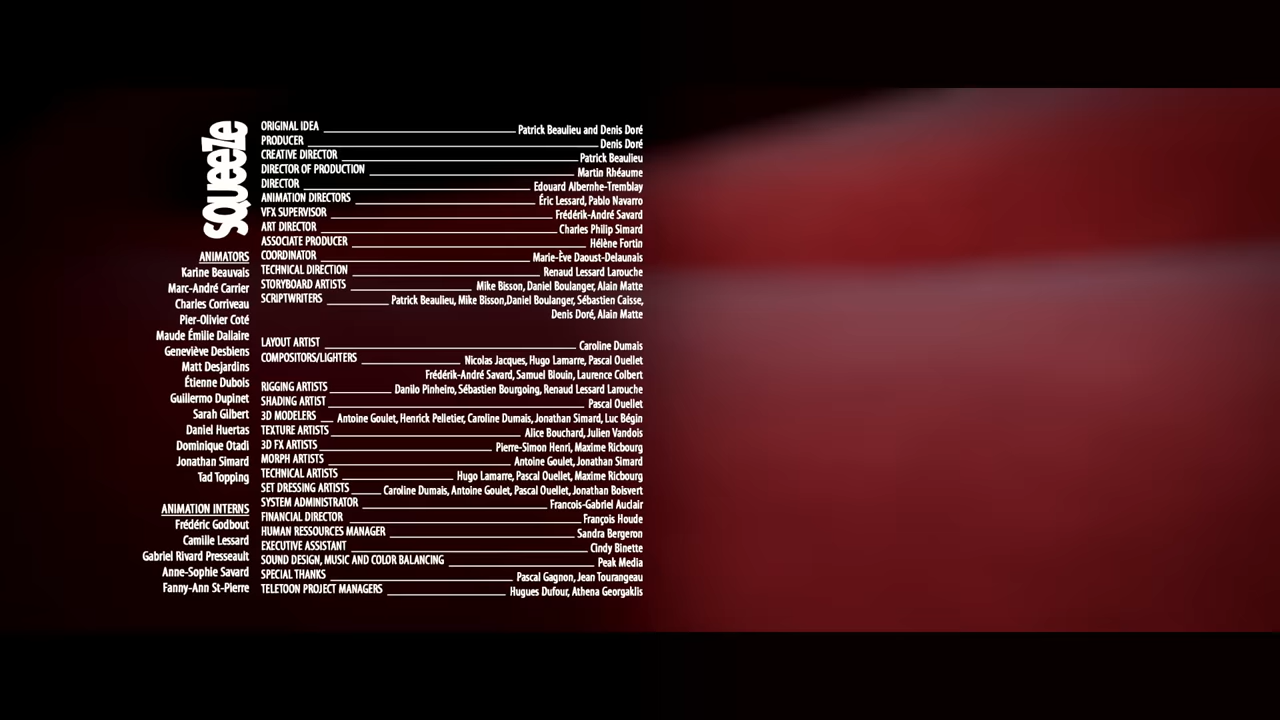 squeeze
ANIMATORS
Karine Beauvais
Marc-André Carrier
Charles Corriveau
Pier-Olivier Coté
Maude Émilie Dallaire
Geneviève Desbiens
Matt Desjardins
Étienne Dubois
Guillermo Dupinet
Sarah Gilbert
Daniel Huertas
Dominique Otadi
Jonathan Simard
Tad Topping
ANIMATION INTERNS
Frédéric Godbout
Camille Lessard
Gabriel Rivard Presseault
Anne-Sophie Savard
Fanny-Ann St-Pierre
ORIGINAL IDEA Patrick Beaulieu and Denis Doré
PRODUCER Denis Doré
CREATIVE DIRECTOR Patrick Beaulieu
DIRECTOR OF PRODUCTION Martin Rhéaume
DIRECTOR Edouard Albernhe-Tremblay
ANIMATION DIRECTORS Éric Lessard, Pablo Navarro
VFX SUPERVISOR Frédérik-André Savard
ART DIRECTOR Charles Philip Simard
ASSOCIATE PRODUCER Hélène Fortin
COORDINATOR Marie-Ève Daoust-Delaunais
TECHNICAL DIRECTION Renaud Lessard Larouche
STORYBOARD ARTISTS Mike Bisson, Daniel Boulanger, Alain Matte
SCRIPTWRITERS Patrick Beaulieu, Mike Bisson,Daniel Boulanger, Sébastien Caisse,
Denis Doré, Alain Matte
LAYOUT ARTIST Caroline Dumais
COMPOSITORS/LIGHTERS Nicolas Jacques, Hugo Lamarre, Pascal Ouellet
Frédérik-André Savard, Samuel Blouin, Laurence Colbert
RIGGING ARTISTS Danilo Pinheiro, Sébastien Bourgoing, Renaud Lessard Larouche
SHADING ARTIST Pascal Ouellet
3D MODELERS Antoine Goulet, Henrick Pelletier, Caroline Dumais, Jonathan Simard, Luc Bégin
TEXTURE ARTISTS Alice Bouchard, Julien Vandois
3D FX ARTISTS Pierre-Simon Henri, Maxime Ricbourg
MORPH ARTISTS Antoine Goulet, Jonathan Simard
TECHNICAL ARTISTS Hugo Lamarre, Pascal Ouellet, Maxime Ricbourg
SET DRESSING ARTISTS Caroline Dumais, Antoine Goulet, Pascal Ouellet, Jonathan Boisvert
SYSTEM ADMINISTRATOR Francois-Gabriel Auclair
FINANCIAL DIRECTOR François Houde
HUMAN RESSOURCES MANAGER Sandra Bergeron
EXECUTIVE ASSISTANT Cindy Binette
SOUND DESIGN, MUSIC AND COLOR BALANCING Peak Media
SPECIAL THANKS Pascal Gagnon, Jean Tourangeau
TELETOON PROJECT MANAGERS Hugues Dufour, Athena Georgaklis